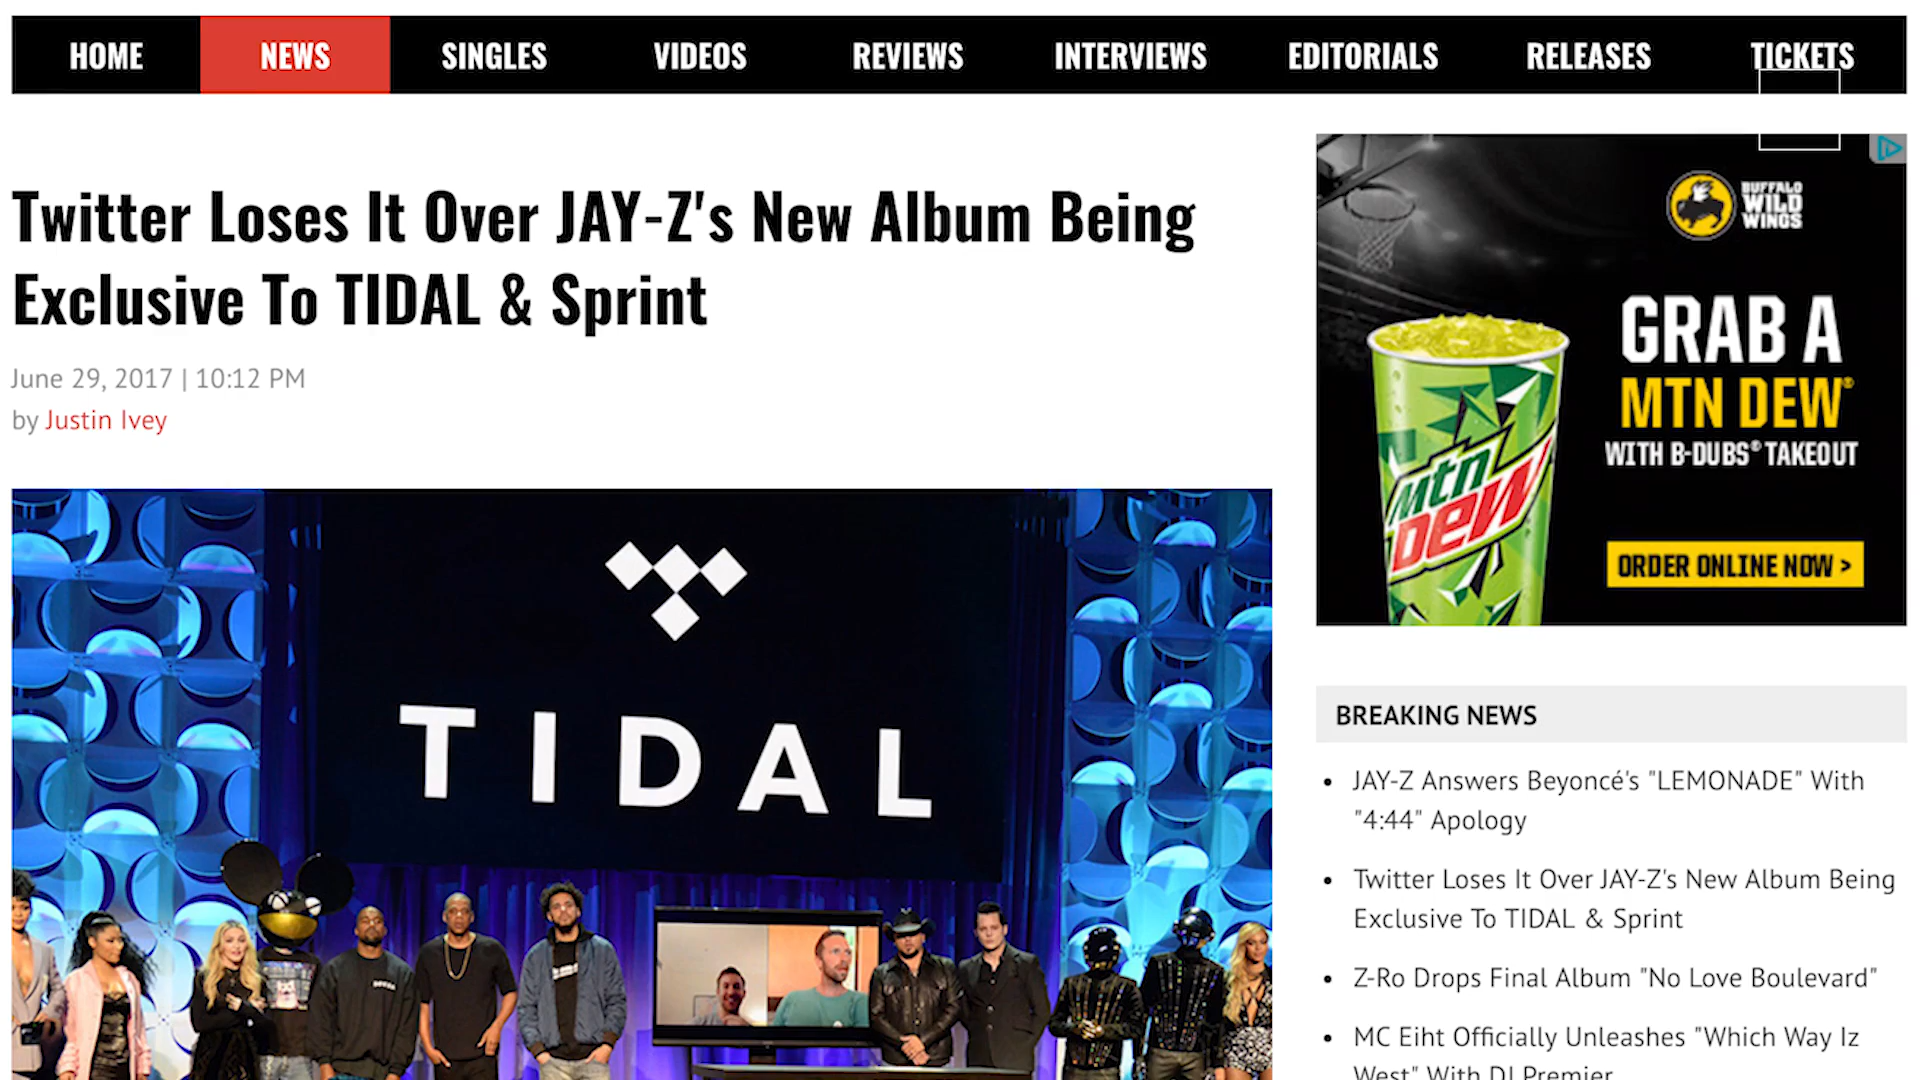 HOME NEWS SINGLES VIDEOS REVIEWS INTERVIEWS EDITORIALS RELEASES TICKETS
Twitter Loses It Over JAY-Z's New Album Being
Exclusive To TIDAL & Sprint
June 29, 2017 | 10:12 PM
by Justin Ivey
TIDAL
BUFFALO
WILD
WINGS
GRAB A
MTN DEW®
WITH B-DUBS® TAKEOUT
mtn
DEW
ORDER ONLINE NOW >
BREAKING NEWS
• JAY-Z Answers Beyoncé's "LEMONADE" With
"4:44" Apology
• Twitter Loses It Over JAY-Z's New Album Being
Exclusive To TIDAL & Sprint
• Z-Ro Drops Final Album "No Love Boulevard"
• MC Eiht Officially Unleashes "Which Way Iz
West" With DJ Premier